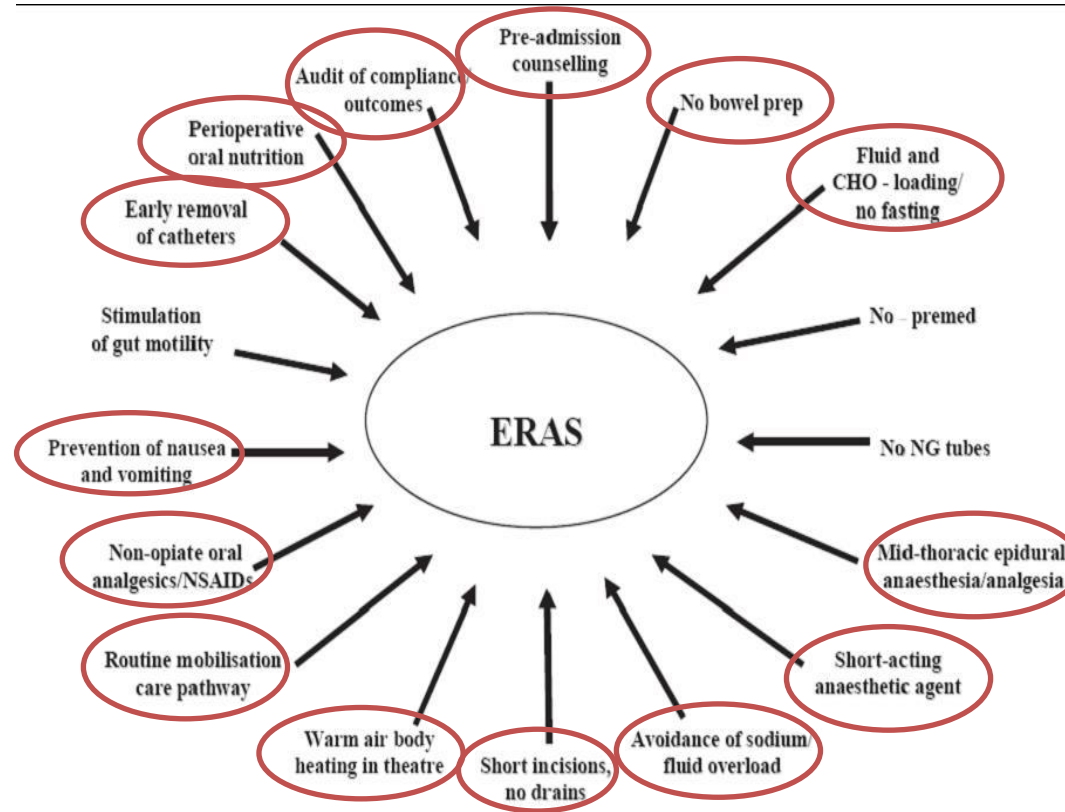 Pre-admission
counselling
No bowel prep
Fluid and
CHO - loading/
no fasting
No - premed
No NG tubes
Mid-thoracic epidural
anaesthesia/analgesia
Short-acting
anaesthetic agent
Avoidance of sodium/
fluid overload
Short incisions,
no drains
Warm air body
heating in theatre
Routine mobilisation
care pathway
Non-opiate oral
analgesics/NSAIDs
Prevention of nausea
and vomiting
Stimulation
of gut motility
Early removal
of catheters
Perioperative
oral nutrition
Audit of compliance/
outcomes
ERAS